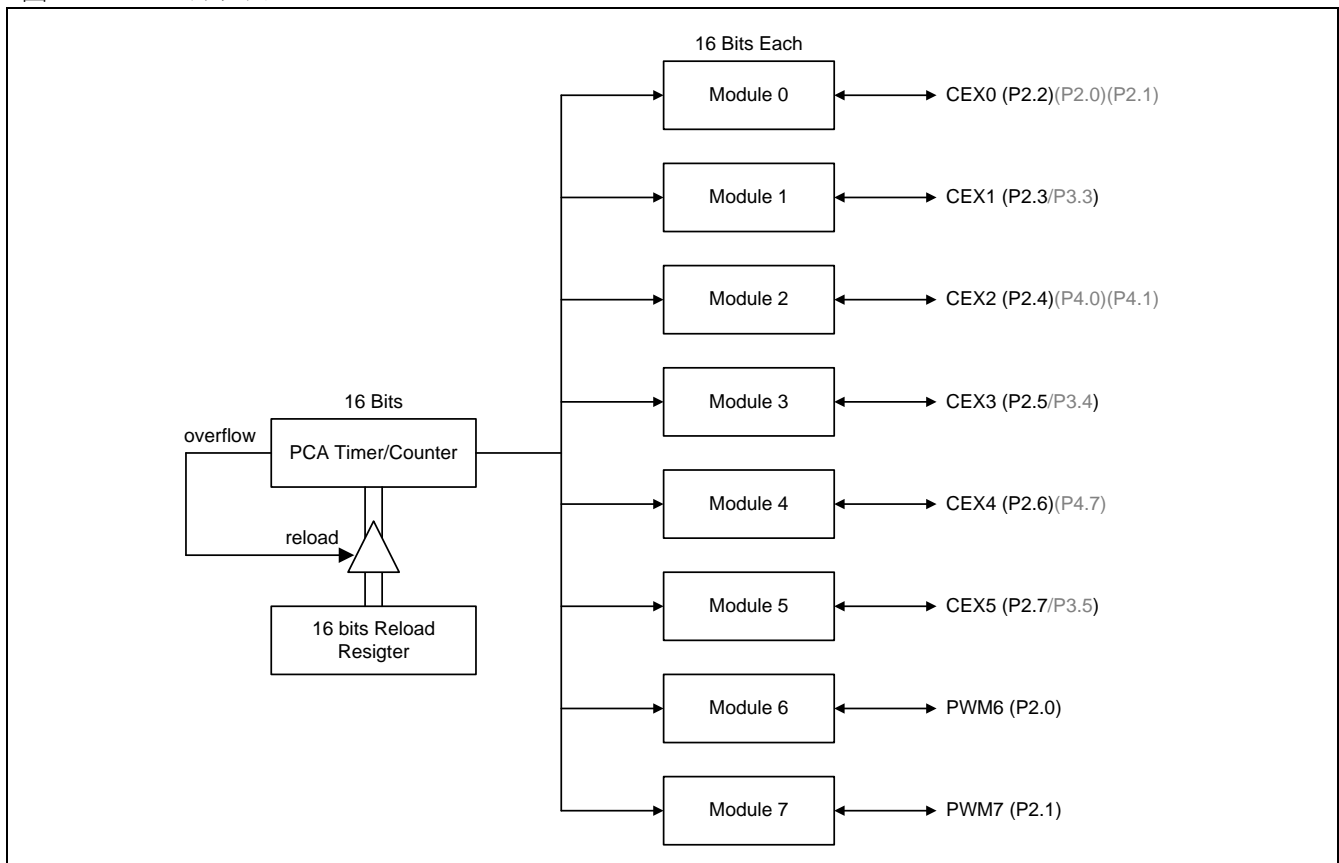 图
16 Bits Each
Module 0
CEX0 (P2.2)(P2.0)(P2.1)
Module 1
CEX1 (P2.3/P3.3)
Module 2
CEX2 (P2.4)(P4.0)(P4.1)
Module 3
CEX3 (P2.5/P3.4)
16 Bits
overflow
PCA Timer/Counter
Module 4
CEX4 (P2.6)(P4.7)
reload
Module 5
CEX5 (P2.7/P3.5)
16 bits Reload
Resigter
Module 6
PWM6 (P2.0)
Module 7
PWM7 (P2.1)